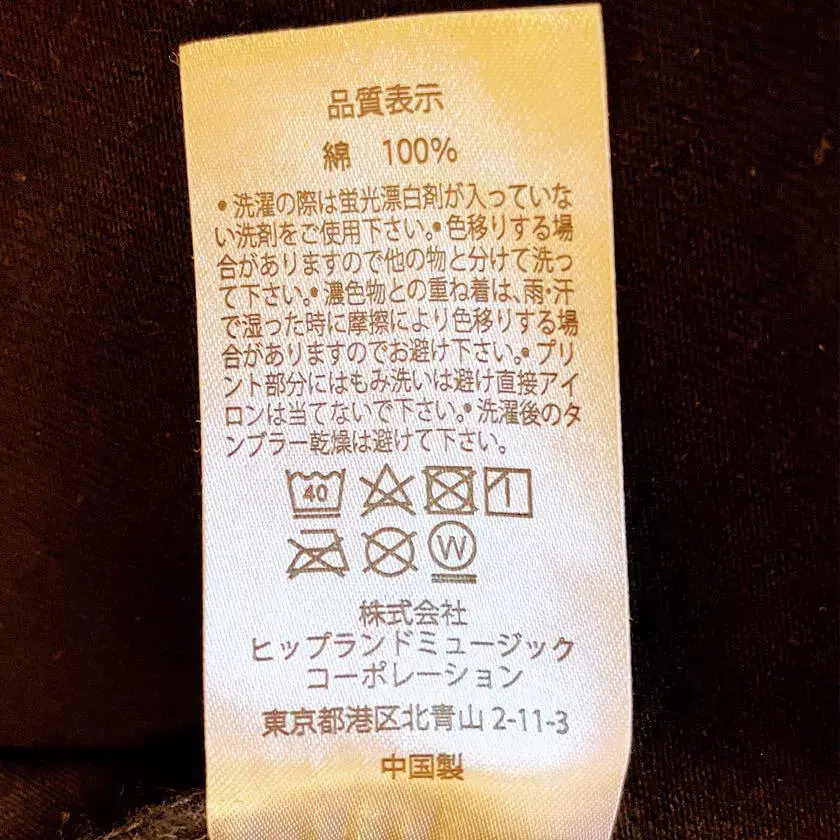 品質表示
綿 100%
•洗濯の際は蛍光漂白剤が入っていな
い洗剤をご使用下さい。•色移りする場
合がありますので他の物と分けて洗っ
て下さい。•濃色物との重ね着は、雨・汗
で湿った時に摩擦により色移りする場
合がありますのでお避け下さい。•プリ
ント部分にはもみ洗いは避け直接アイ
ロンは当てないで下さい。•洗濯後のタ
ンブラー乾燥は避けて下さい。
40
W
株式会社
ヒップランドミュージック
コーポレーション
東京都港区北青山 2-11-3
中国製